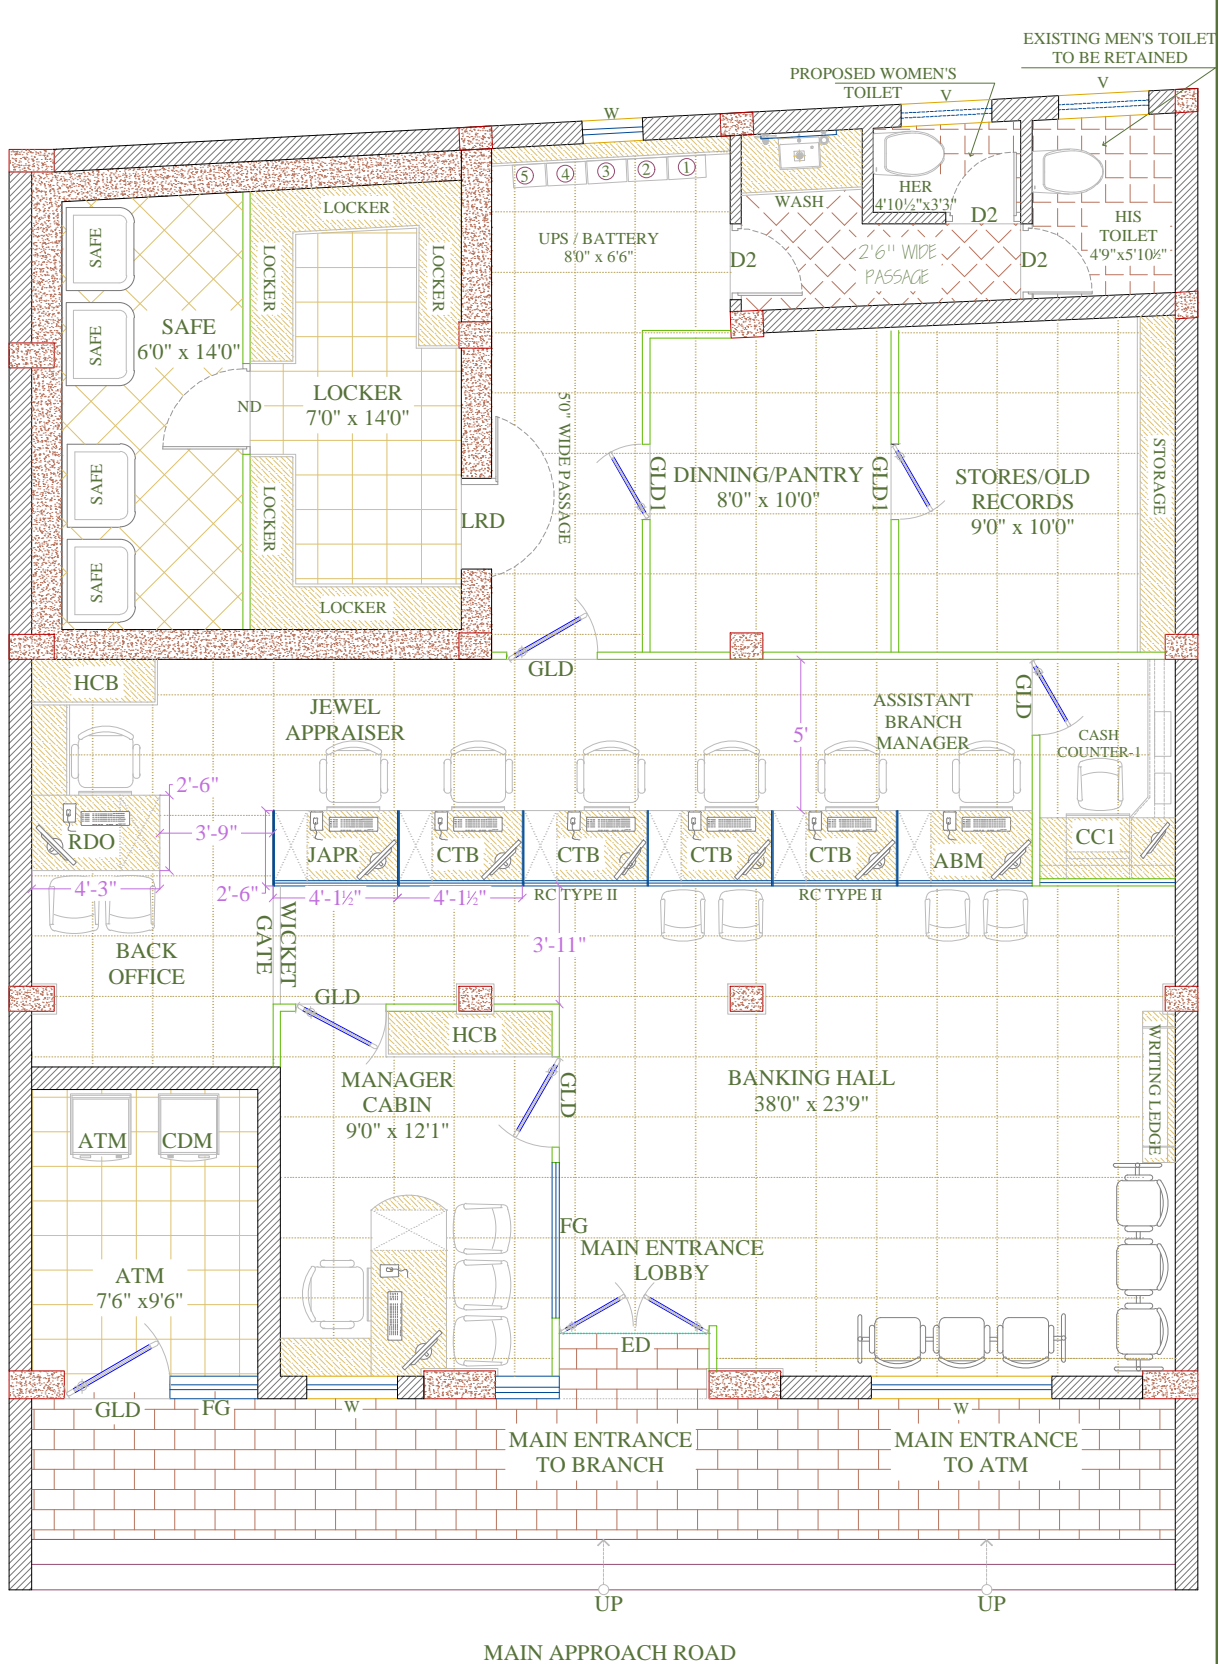 EXISTING MEN'S TOILET
TO BE RETAINED
PROPOSED WOMEN'S
TOILET
V
V
W
5
4
3
2
1
WASH
HER
4'10½"x3'3"
D2
HIS
TOILET
4'9"x5'10½"
UPS / BATTERY
8'0" x 6'6"
D2
2'6" WIDE
PASSAGE
D2
LOCKER
SAFE
LOCKER
LOCKER
SAFE
6'0" x 14'0"
SAFE
ND
LOCKER
7'0" x 14'0"
5'0" WIDE PASSAGE
SAFE
LOCKER
LRD
GLD1
DINNING/PANTRY
8'0" x 10'0"
GLD1
STORES/OLD
RECORDS
9'0" x 10'0"
STORAGE
SAFE
LOCKER
GLD
HCB
JEWEL
APPRAISER
5'
ASSISTANT
BRANCH
MANAGER
GLD
CASH
COUNTER-1
2'-6"
3'-9"
RDO
JAPR
CTB
CTB
CTB
CTB
ABM
CC1
4'-3"
2'-6"
4'-1½"
4'-1½"
RC TYPE II
RC TYPE II
WICKET
GATE
3'-11"
BACK
OFFICE
GLD
HCB
MANAGER
CABIN
9'0" x 12'1"
GLD
BANKING HALL
38'0" x 23'9"
WRITING LEDGE
ATM
CDM
FG
MAIN ENTRANCE
LOBBY
ATM
7'6" x9'6"
ED
GLD
FG
W
W
MAIN ENTRANCE
TO BRANCH
MAIN ENTRANCE
TO ATM
UP
UP
MAIN APPROACH ROAD